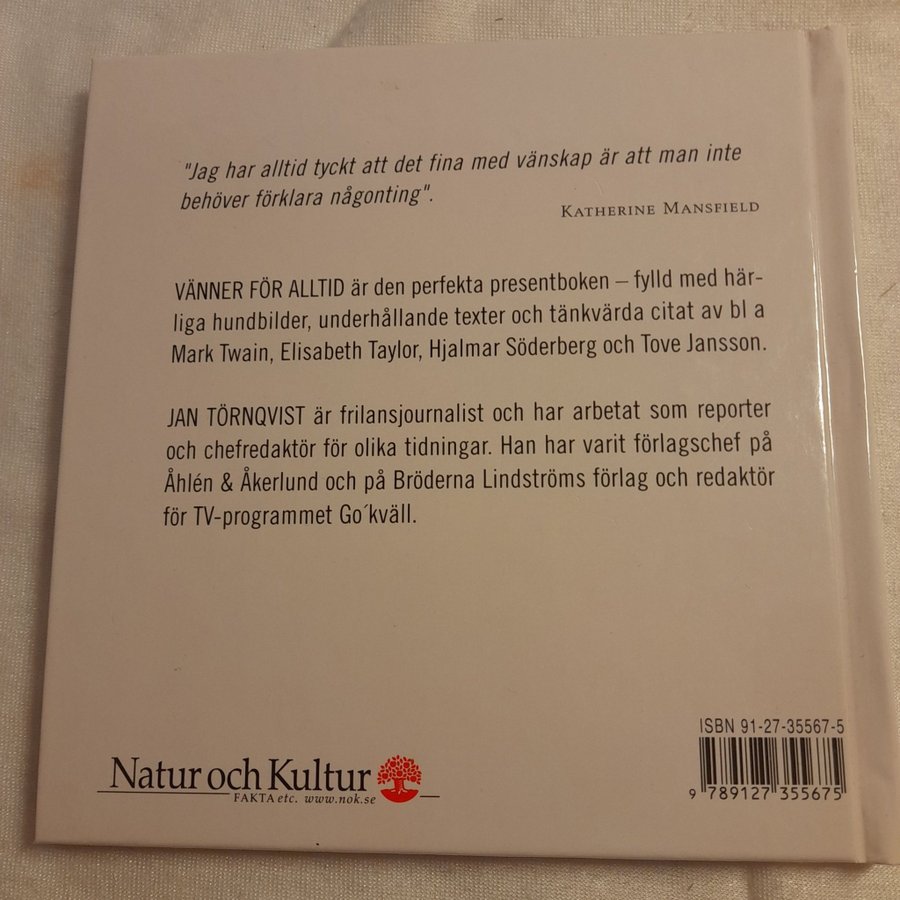 "Jag har alltid tyckt att det fina med vänskap är att man inte
behöver förklara någonting".
KATHERINE MANSFIELD
VÄNNER FÖR ALLTID är den perfekta presentboken – fylld med här-
liga hundbilder, underhållande texter och tänkvärda citat av bl a
Mark Twain, Elisabeth Taylor, Hjalmar Söderberg och Tove Jansson.
JAN TÖRNQVIST är frilansjournalist och har arbetat som reporter
och chefredaktör för olika tidningar. Han har varit förlagschef på
Åhlén & Åkerlund och på Bröderna Lindströms förlag och redaktör
för TV-programmet Go´kväll.
Natur och Kultur
FAKTA etc. www.nok.se
ISBN 91-27-35567-5
9 789127 355675